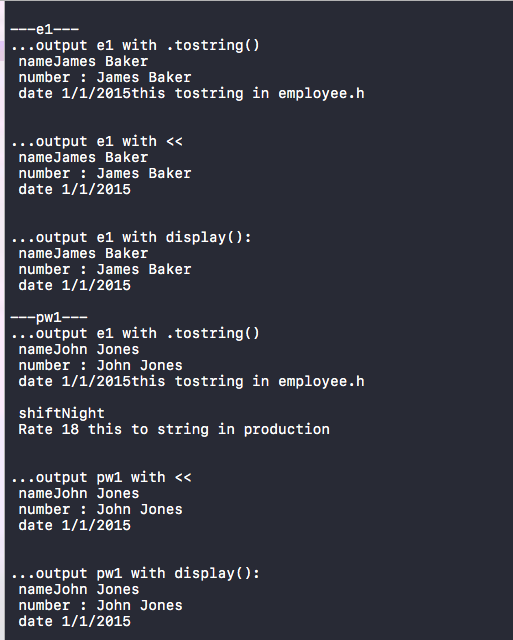 ---e1---
...output e1 with .tostring()
nameJames Baker
number : James Baker
date 1/1/2015this tostring in employee.h
...output e1 with <<
nameJames Baker
number : James Baker
date 1/1/2015
...output e1 with display():
nameJames Baker
number : James Baker
date 1/1/2015
---pw1---
...output e1 with .tostring()
nameJohn Jones
number : John Jones
date 1/1/2015this tostring in employee.h
shiftNight
Rate 18 this to string in production
...output pw1 with <<
nameJohn Jones
number : John Jones
date 1/1/2015
...output pw1 with display():
nameJohn Jones
number : John Jones
date 1/1/2015